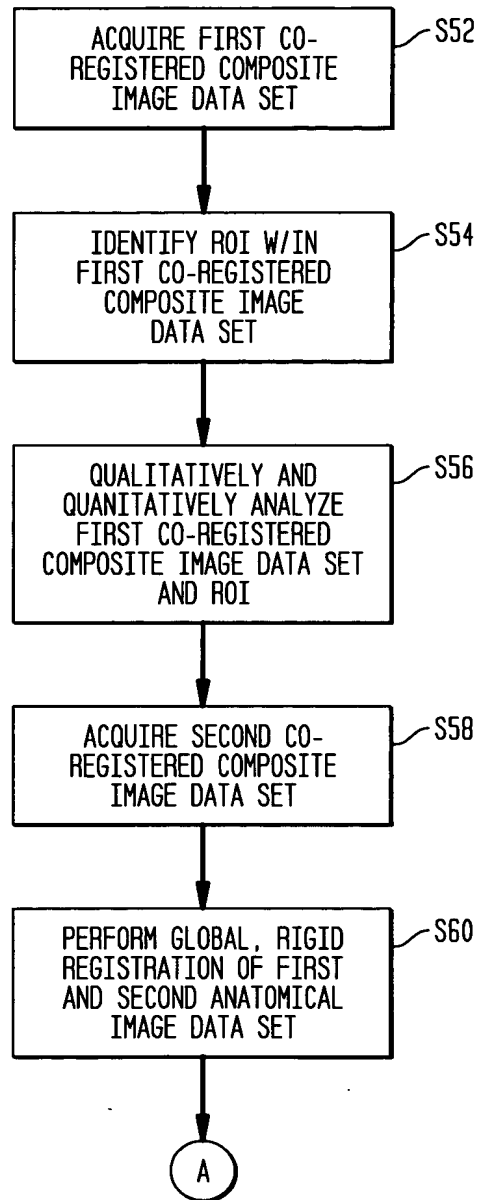 ACQUIRE FIRST CO-
REGISTERED COMPOSITE
IMAGE DATA SET
S52
IDENTIFY ROI W/IN
FIRST CO-REGISTERED
COMPOSITE IMAGE
DATA SET
S54
QUALITATIVELY AND
QUANITATIVELY ANALYZE
FIRST CO-REGISTERED
COMPOSITE IMAGE DATA SET
AND ROI
S56
ACQUIRE SECOND CO-
REGISTERED COMPOSITE
IMAGE DATA SET
S58
PERFORM GLOBAL, RIGID
REGISTRATION OF FIRST
AND SECOND ANATOMICAL
IMAGE DATA SET
S60
A